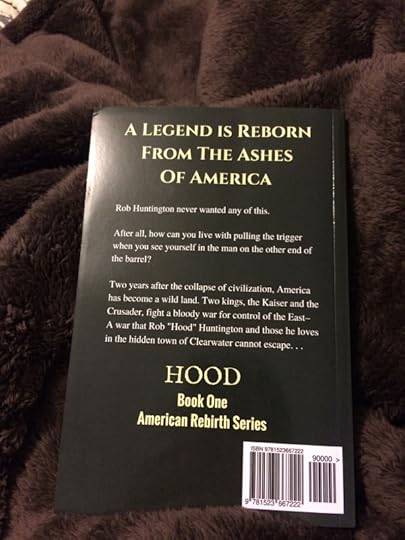 A LEGEND IS REBORN
FROM THE ASHES
OF AMERICA
Rob Huntington never wanted any of this.
After all, how can you live with pulling the trigger
when you see yourself in the man on the other end of
the barrel?
Two years after the collapse of civilization, America
has become a wild land. Two kings, the Kaiser and the
Crusader, fight a bloody war for control of the East–
A war that Rob "Hood" Huntington and those he loves
in the hidden town of Clearwater cannot escape. . .
HOOD
Book One
American Rebirth Series
ISBN 9781523667222
90000 >
9 781523 667222